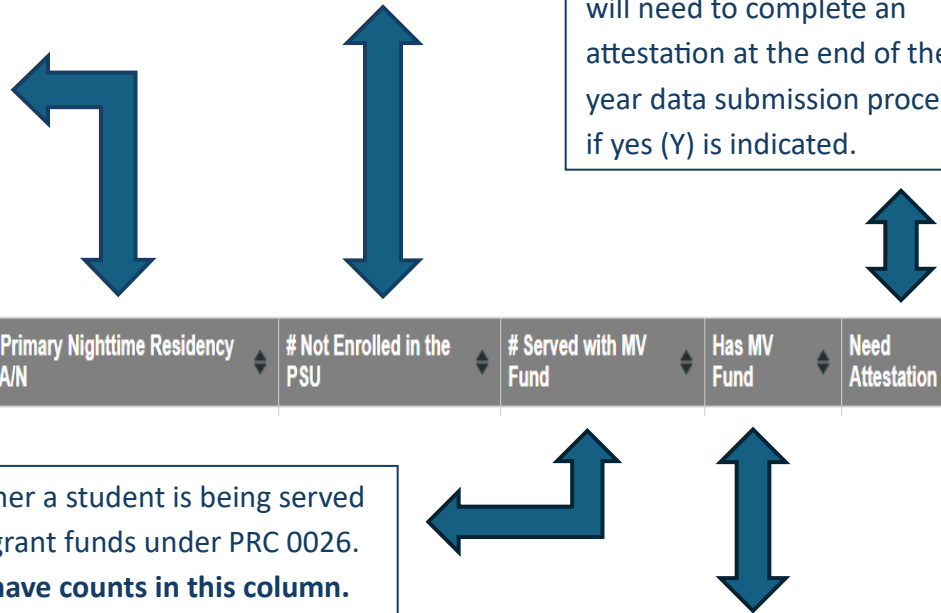 will need to complete an
attestation at the end of the
year data submission
if yes (Y) is indicated.
Primary Nighttime Residency
A/N
# Not Enrolled in the
PSU
# Served with MV
Fund
Has MV
Fund
Need
Attestation
a student is being served
grant funds under PRC 0026.
have counts in this column.